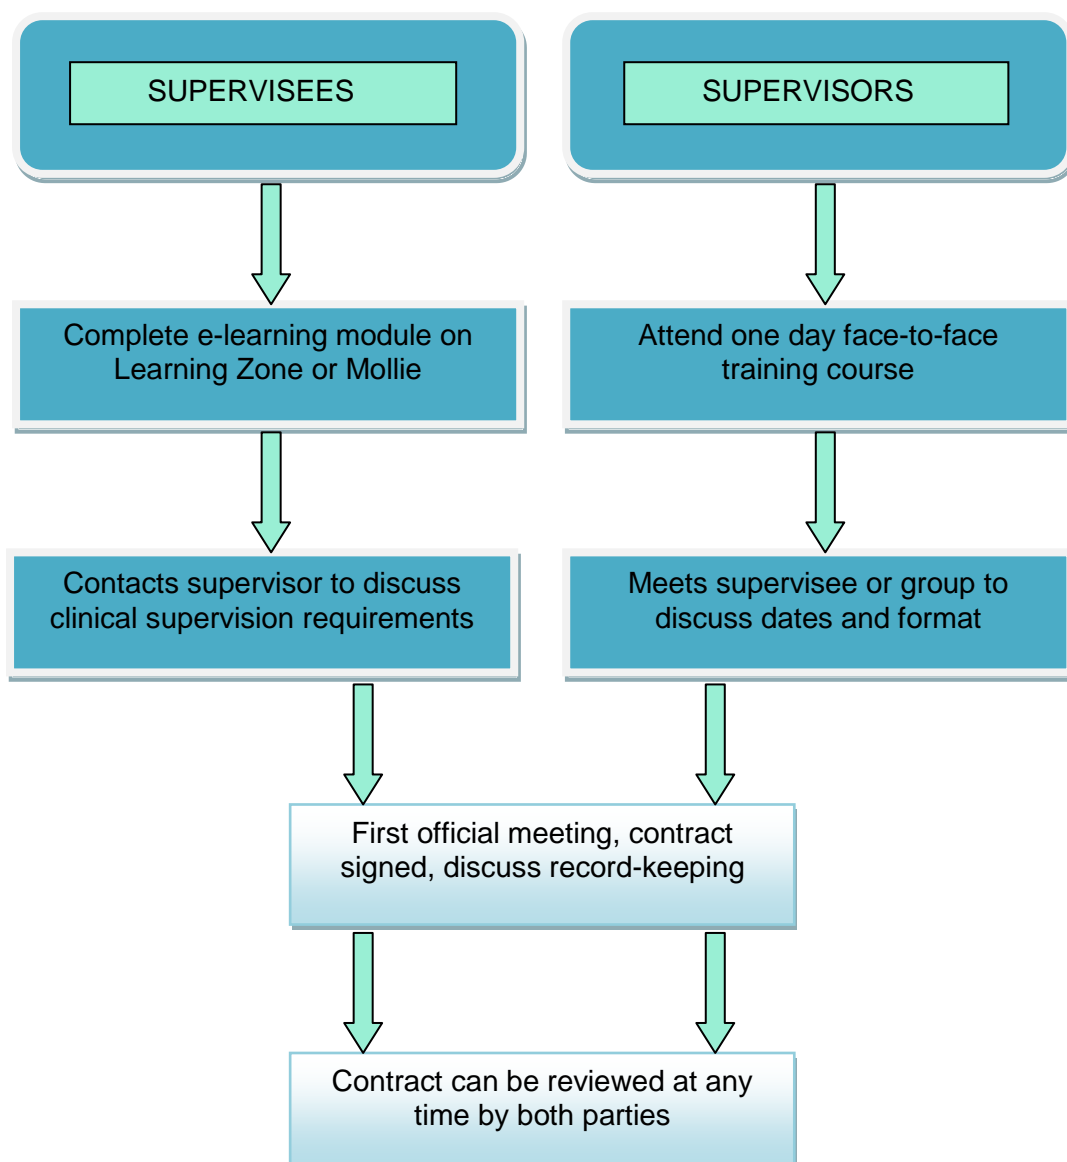 SUPERVISEES
SUPERVISORS
Complete e-learning module on
Learning Zone or Mollie
Attend one day face-to-face
training course
Contacts supervisor to discuss
clinical supervision requirements
Meets supervisee or group to
discuss dates and format
First official meeting, contract
signed, discuss record-keeping
Contract can be reviewed at any
time by both parties